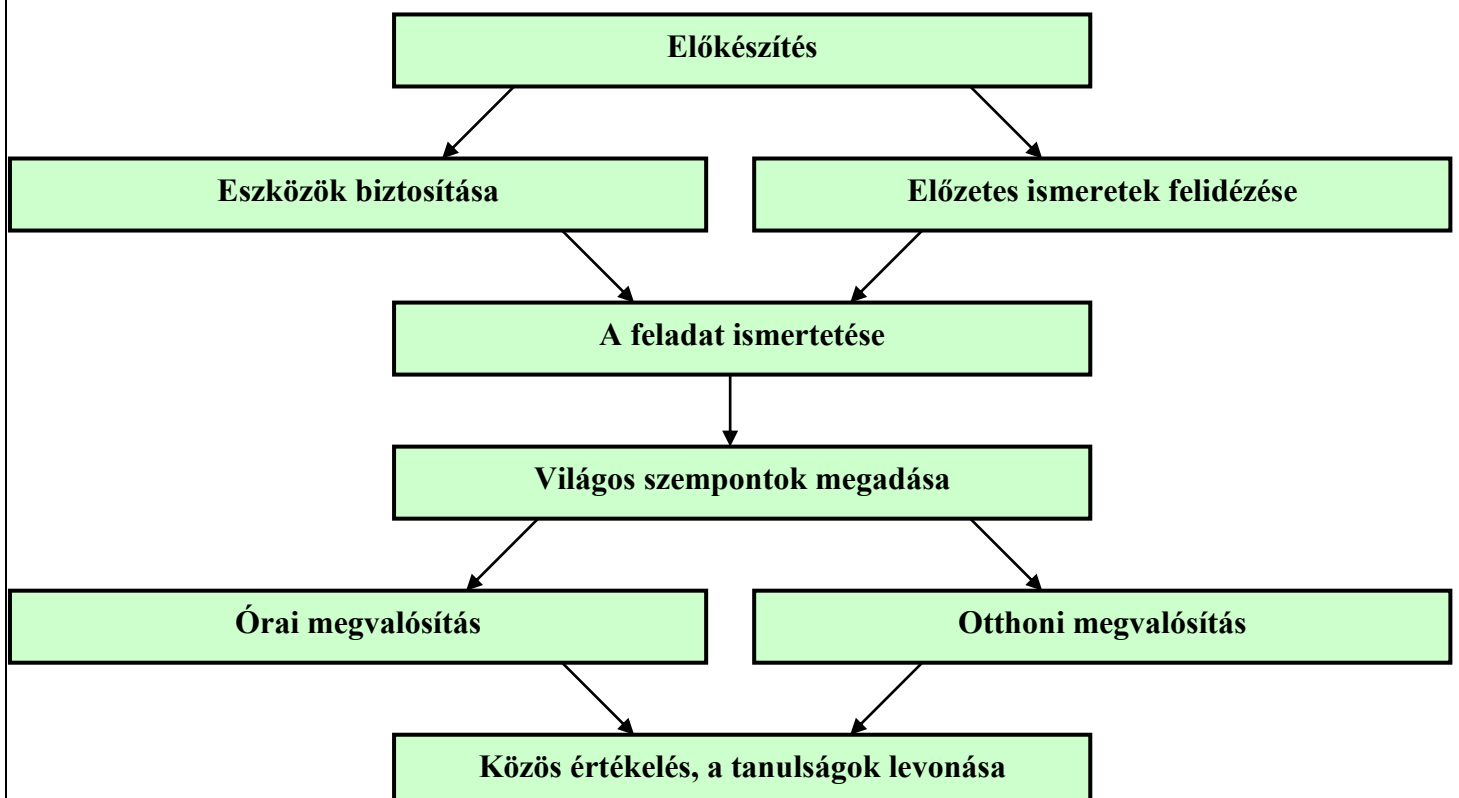 Előkészítés
Eszközök biztosítása
Előzetes ismeretek felidézése
A feladat ismertetése
Világos szempontok megadása
Órai megvalósítás
Otthoni megvalósítás
Közös értékelés, a tanulságok levonása